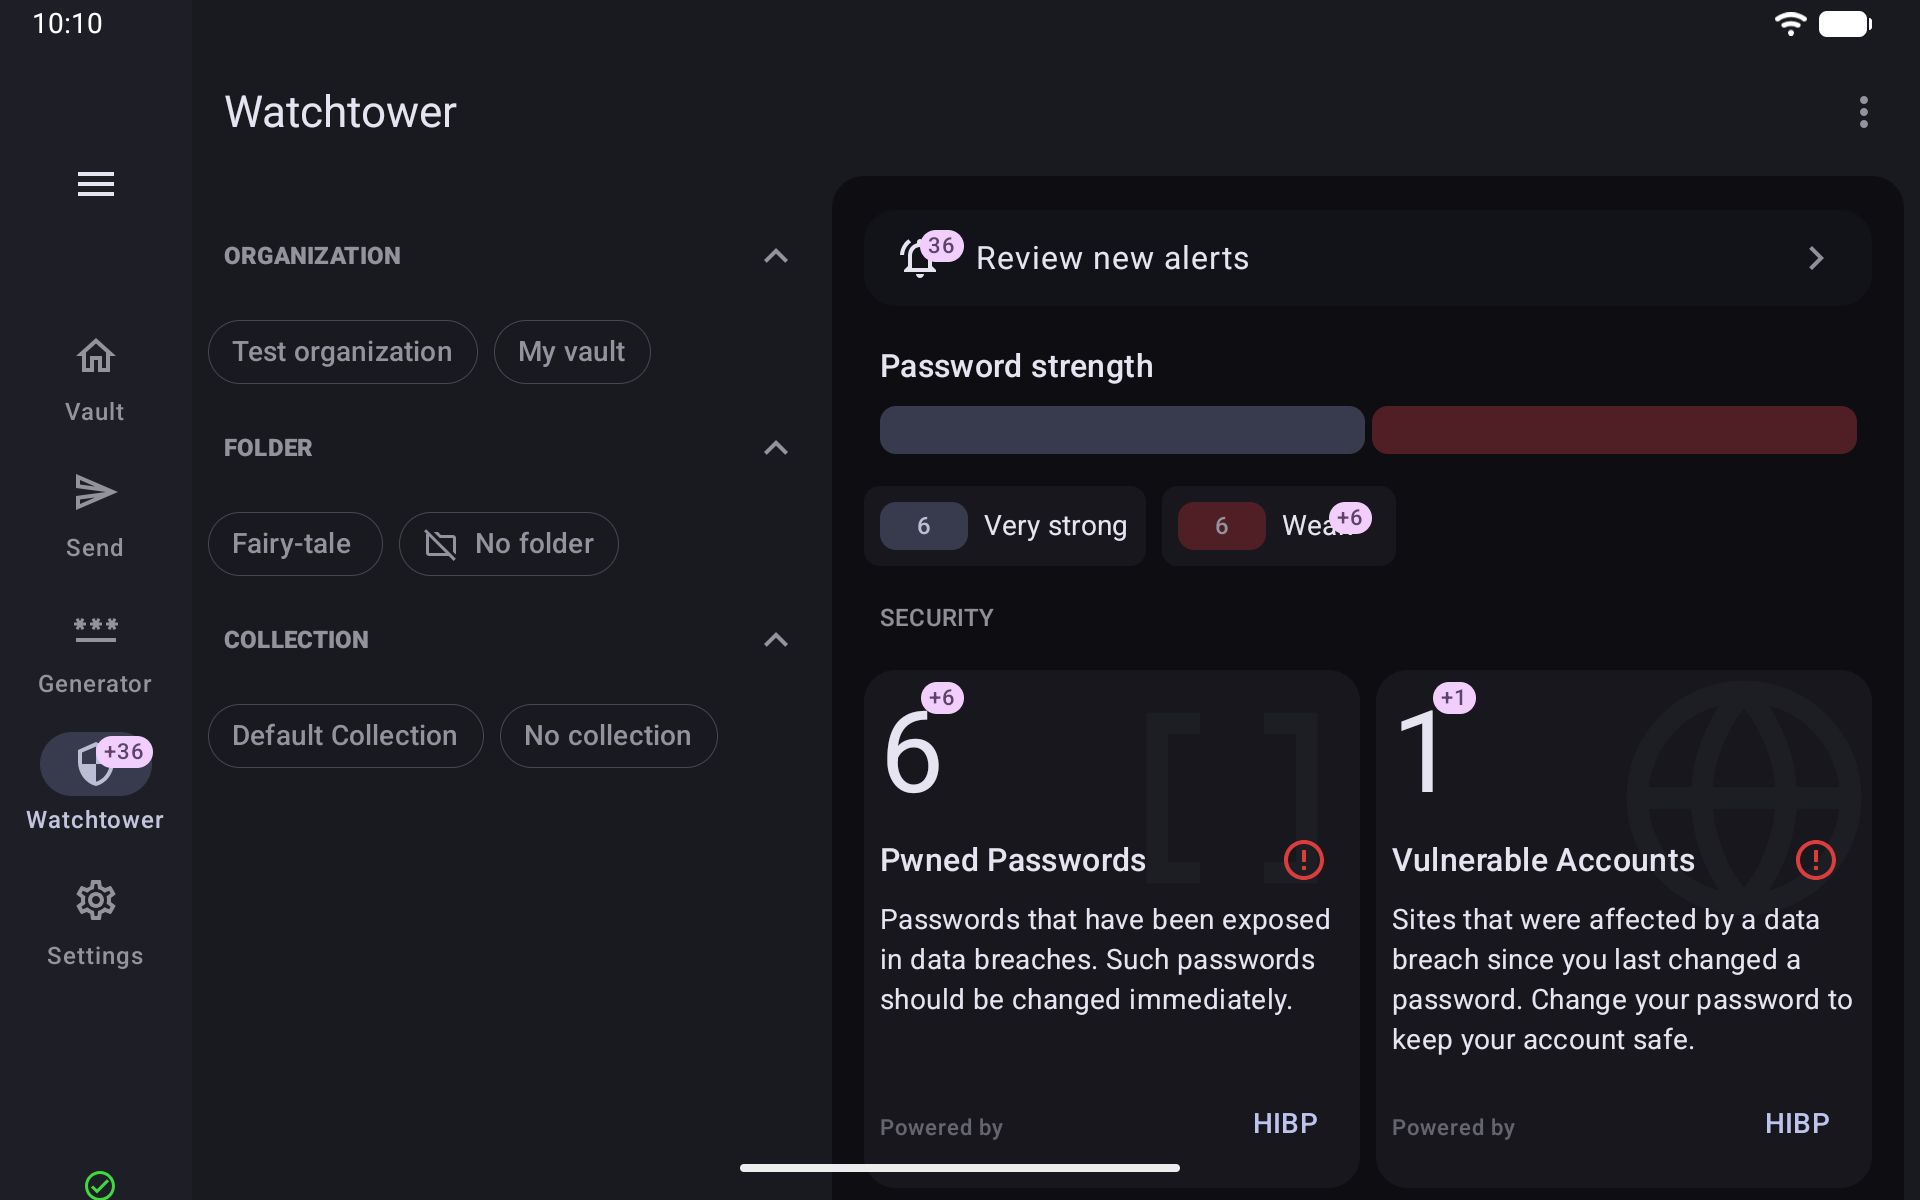 10:10
Watchtower
ORGANIZATION
Test organization
My vault
FOLDER
Fairy-tale
No folder
COLLECTION
Default Collection
No collection
Vault
Send
***
Generator
+36
Watchtower
Settings
36
Review new alerts
Password strength
6
Very strong
6
+6
SECURITY
6
+6
Pwned Passwords
Passwords that have been exposed
in data breaches. Such passwords
should be changed immediately.
Powered by
HIBP
1
+1
Vulnerable Accounts
Sites that were affected by a data
breach since you last changed a
password. Change your password to
keep your account safe.
Powered by
HIBP